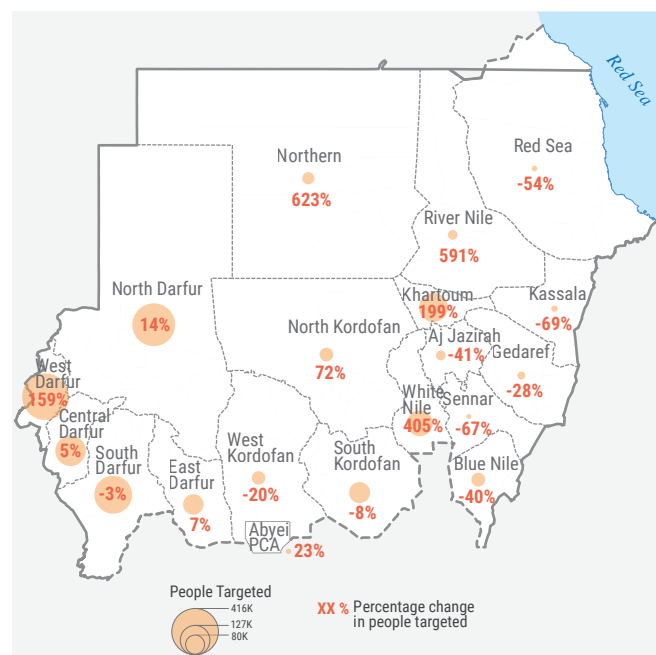 Red Sea
Northern
623%
Red Sea
-54%
River Nile
591%
North Darfur
14%
Khartoum
199%
Kassala
-69%
North Kordofan
72%
Aj Jazirah
-41%
Gedaref
-28%
West
Darfur
159%
White
Nile
405%
Sennar
-67%
Central
Darfur
5%
South
Darfur
-3%
East
Darfur
7%
West
Kordofan
-20%
South
Kordofan
-8%
Blue Nile
-40%
Abyei
PCA
23%
People Targeted
416K
127K
80K
XX % Percentage change
in people targeted